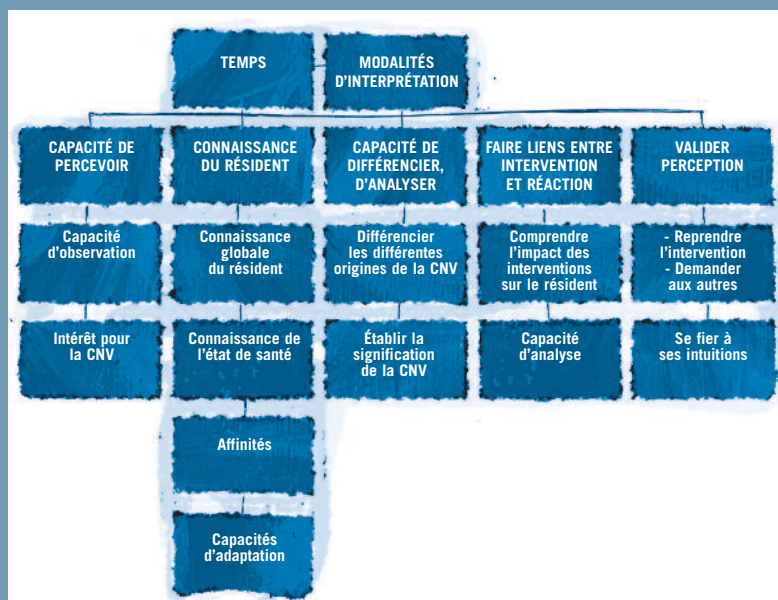 TEMPS
MODALITÉS
D'INTERPRÉTATION
CAPACITÉ DE
PERCEVOIR
CONNAISSANCE
DU RÉSIDENT
CAPACITÉ DE
DIFFÉRENCIER,
D'ANALYSER
FAIRE LIENS ENTRE
INTERVENTION
ET RÉACTION
VALIDER
PERCEPTION
Capacité
d'observation
Connaissance
globale
du résident
Différencier
les différentes
origines de la CNV
Comprendre
l'impact des
interventions
sur le résident
- Reprendre
l'intervention
- Demander
aux autres
Intérêt pour
la CNV
Connaissance de
l'état de santé
Établir la
signification
de la CNV
Capacité
d'analyse
Se fier à
ses intuitions
Affinités
Capacités
d'adaptation